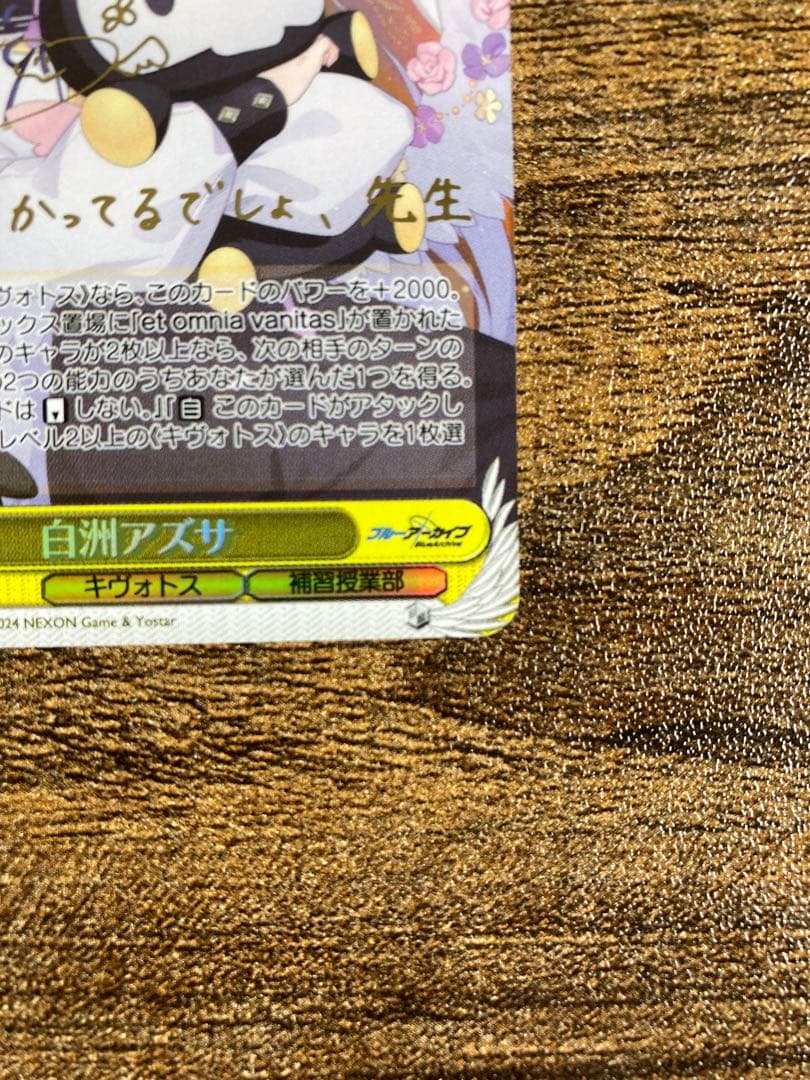 かってるでしょ、先生
ヴォトス》なら、このカードのパワーを＋2000。
ックス置場に「et omnia vanitas」が置かれた
のキャラが2枚以上なら、次の相手のターンの
2つの能力のうちあなたが選んだ1つを得る。
ドは しない。』『自 このカードがアタックし
レベル2以上の《キヴォトス》のキャラを1枚選
白洲アズサ ブルーアーカイブ
BlueArchive
キヴォトス 補習授業部
024 NEXON Game & Yostar